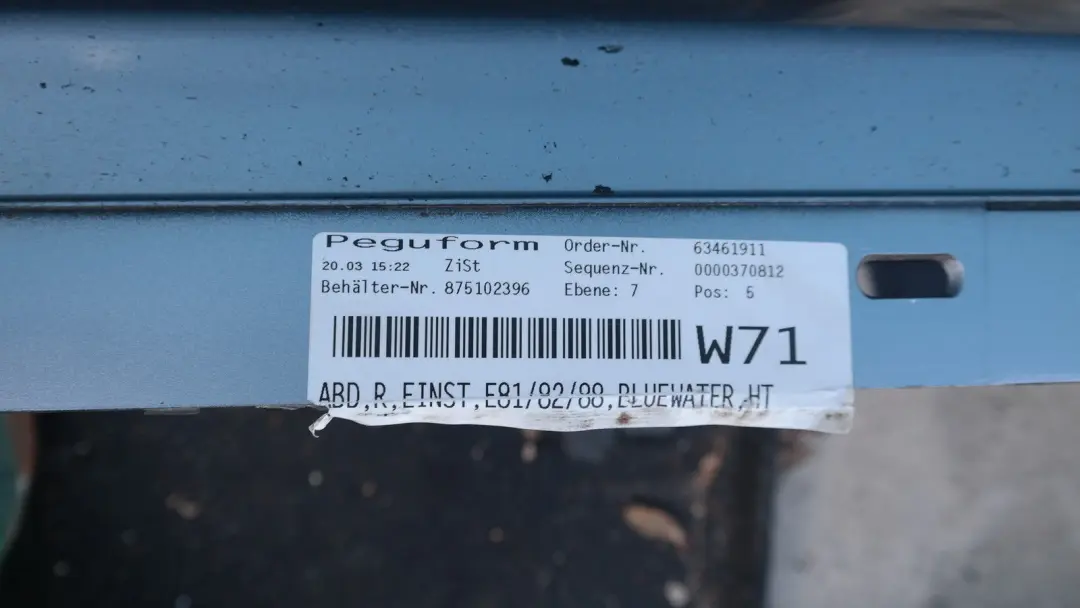 Peguform Order-Nr. 63461911
20.03 15:22 ZiSt Sequenz-Nr. 0000370812
Behälter-Nr. 875102396 Ebene: 7 Pos: 5
W71
ABD,R,EINST,E81/82/88,BLUEWATER,HT